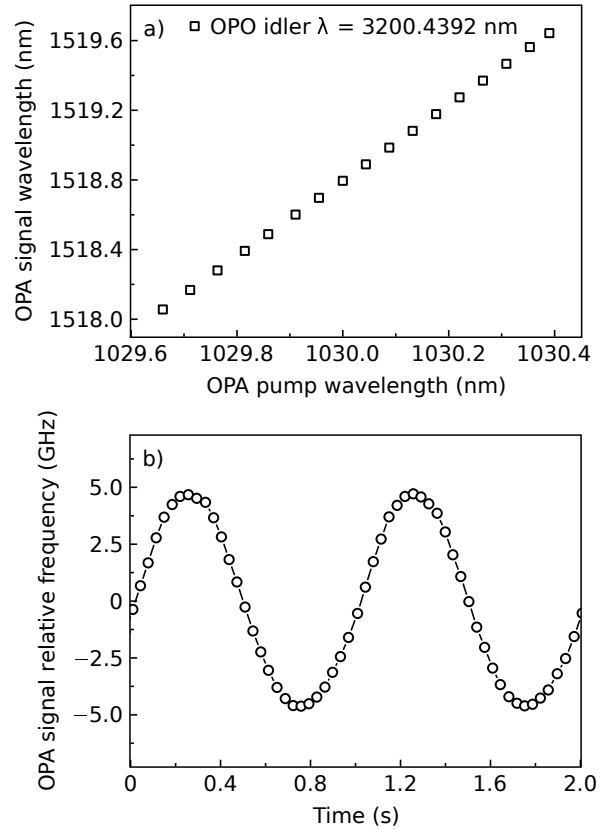 a)
OPO idler λ = 3200.4392 nm
OPA signal wavelength (nm)
1519.6
1519.2
1518.8
1518.4
1518.0
1029.6 1029.8 1030.0 1030.2 1030.4
OPA pump wavelength (nm)
b)
OPA signal relative frequency (GHz)
5.0
2.5
0
−2.5
−5.0
0 0.4 0.8 1.2 1.6 2.0
Time (s)